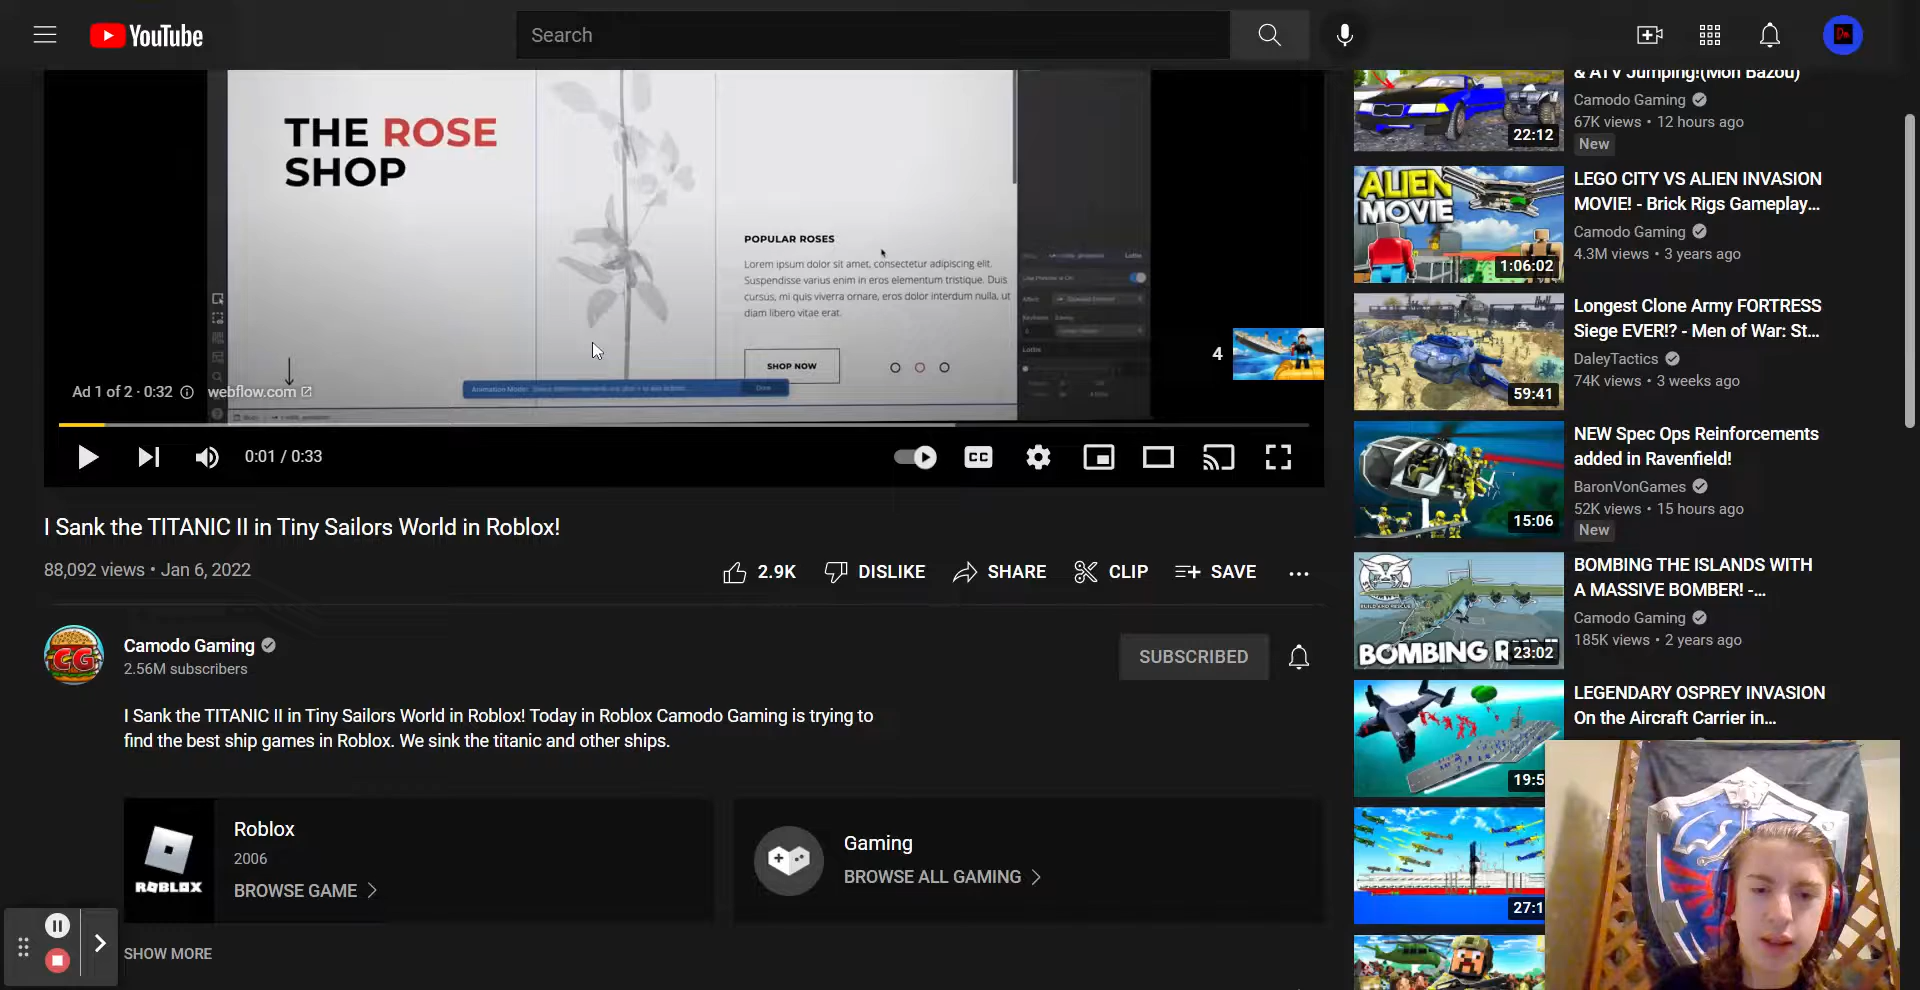 YouTube
Search
THE ROSE
SHOP
POPULAR ROSES
Lorem ipsum dolor sit amet, consectetur adipiscing elit.
Suspendisse varius enim in eros elementum tristique. Duis
cursus, mi quis viverra ornare, eros dolor interdum nulla, ut
diam libero vitae erat.
SHOP NOW
Ad 1 of 2 · 0:32
webflow.com
4
0:01 / 0:33
CC
I Sank the TITANIC II in Tiny Sailors World in Roblox!
88,092 views • Jan 6, 2022
2.9K
DISLIKE
SHARE
CLIP
SAVE
CG
Camodo Gaming
2.56M subscribers
SUBSCRIBED
I Sank the TITANIC II in Tiny Sailors World in Roblox! Today in Roblox Camodo Gaming is trying to
find the best ship games in Roblox. We sink the titanic and other ships.
ROBLOX
Roblox
2006
BROWSE GAME
Gaming
BROWSE ALL GAMING
SHOW MORE
& ATV Jumping!(Mon Bazou)
Camodo Gaming
67K views • 12 hours ago
New
22:12
ALIEN
MOVIE
1:06:02
LEGO CITY VS ALIEN INVASION
MOVIE! - Brick Rigs Gameplay...
Camodo Gaming
4.3M views • 3 years ago
59:41
Longest Clone Army FORTRESS
Siege EVER!? - Men of War: St...
DaleyTactics
74K views • 3 weeks ago
15:06
NEW Spec Ops Reinforcements
added in Ravenfield!
BaronVonGames
52K views • 15 hours ago
New
BUILD AND RESCUE
BOMBING R
23:02
BOMBING THE ISLANDS WITH
A MASSIVE BOMBER! -...
Camodo Gaming
185K views • 2 years ago
19:5
LEGENDARY OSPREY INVASION
On the Aircraft Carrier in...
27:1